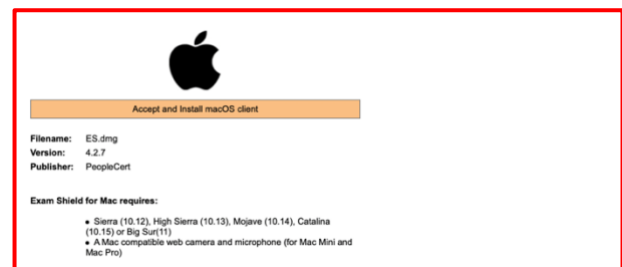 Accept and Install macOS client
Filename: ES.dmg
Version: 4.2.7
Publisher: PeopleCert
Exam Shield for Mac requires:
• Sierra (10.12), High Sierra (10.13), Mojave (10.14), Catalina
(10.15) or Big Sur(11)
• A Mac compatible web camera and microphone (for Mac Mini and
Mac Pro)